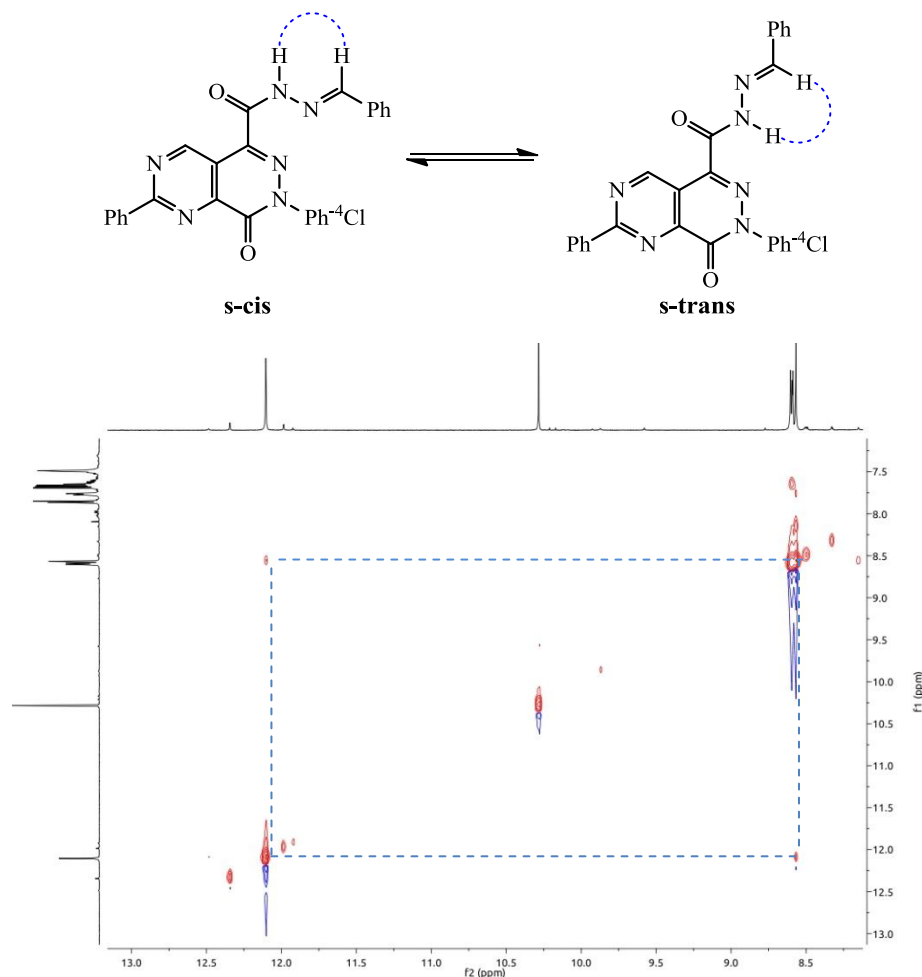 H H
O N N Ph
N N
Ph N N Ph-4Cl
O
s-cis
Ph
N H
O N H
N N
Ph N N Ph-4Cl
O
s-trans
7.5
8.0
8.5
9.0
9.5
10.0
10.5
11.0
11.5
12.0
12.5
13.0
f1 (ppm)
13.0 12.5 12.0 11.5 11.0 10.5 10.0 9.5 9.0 8.5
f2 (ppm)